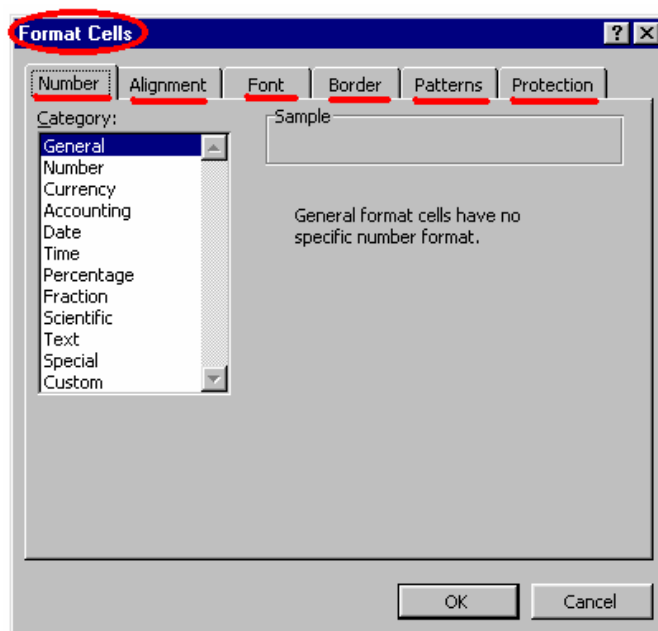 Format Cells
Number Alignment Font Border Patterns Protection
Category:
Sample
General
Number
Currency
Accounting
Date
Time
Percentage
Fraction
Scientific
Text
Special
Custom
General format cells have no
specific number format.
OK Cancel